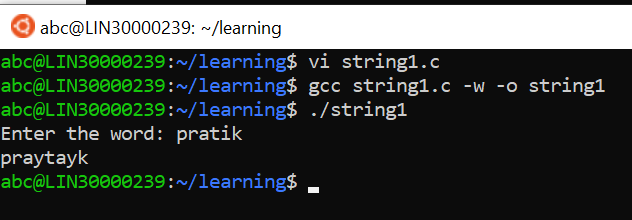 abc@LIN30000239: ~/learning
abc@LIN30000239:~/learning$ vi string1.c
abc@LIN30000239:~/learning$ gcc string1.c -w -o string1
abc@LIN30000239:~/learning$ ./string1
Enter the word: pratik
praytayk
abc@LIN30000239:~/learning$